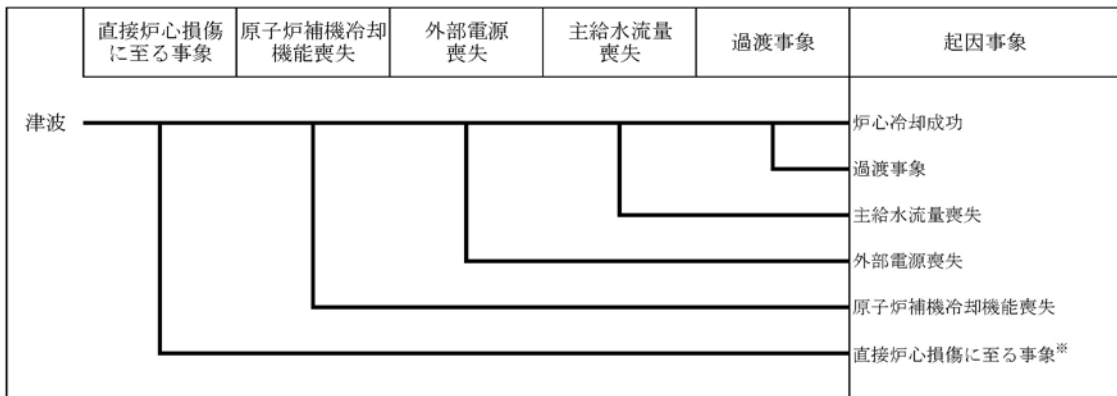 直接炉心損傷
に至る事象
原子炉補機冷却
機能喪失
外部電源
喪失
主給水流量
喪失
過渡事象
起因事象
津波
炉心冷却成功
過渡事象
主給水流量喪失
外部電源喪失
原子炉補機冷却機能喪失
直接炉心損傷に至る事象※